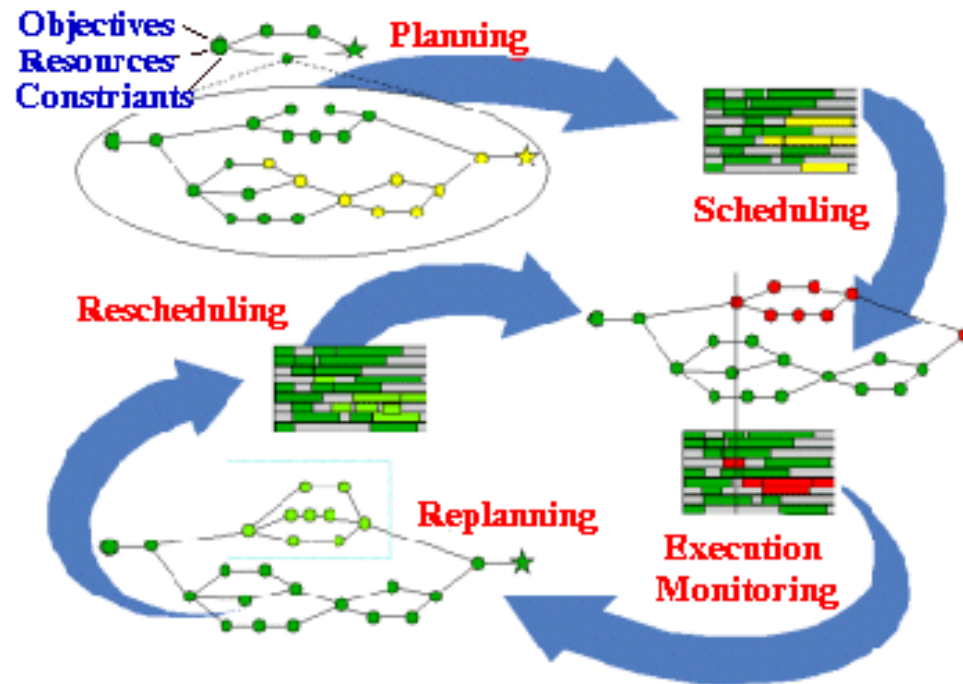 Objectives
Resources
Constriants
Planning
Scheduling
Rescheduling
Replanning
Execution
Monitoring